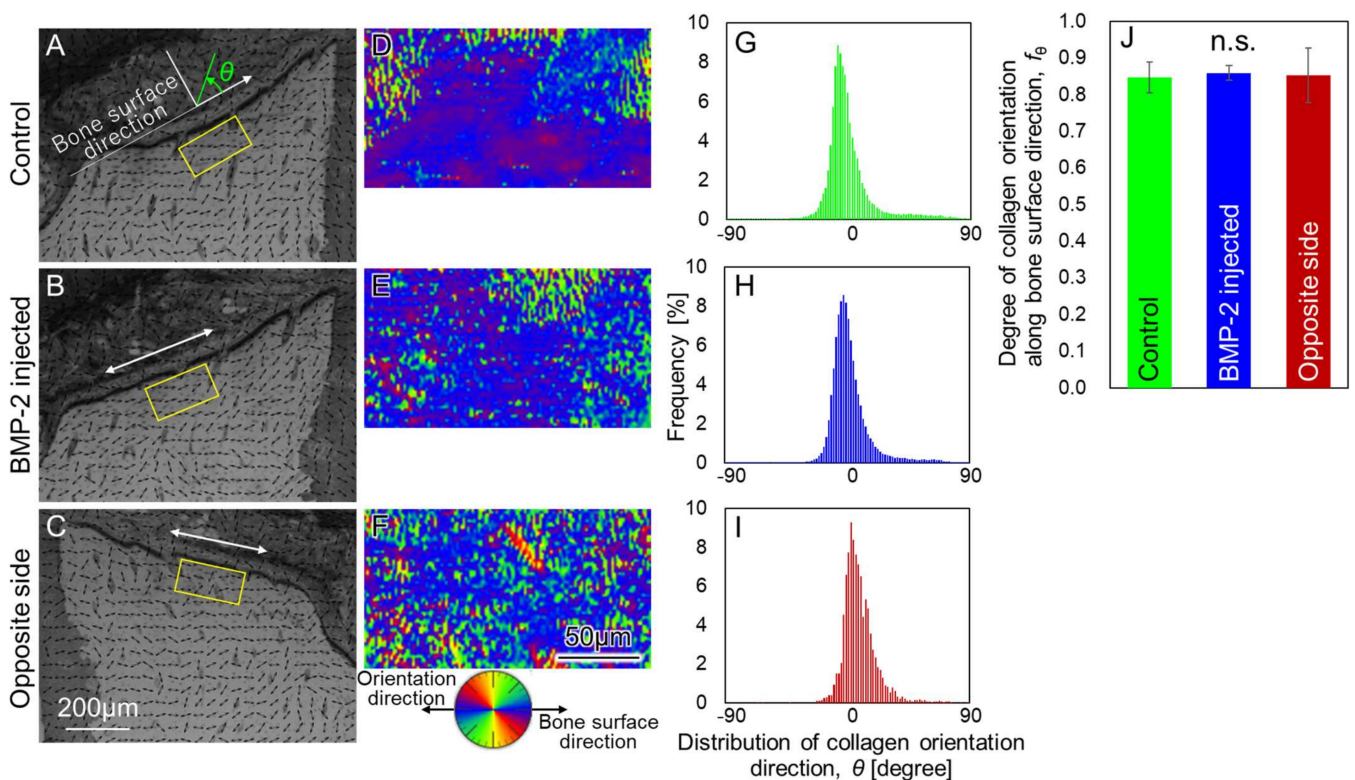 Control
A
θ
Bone surface
direction
D
BMP-2 injected
B
E
Opposite side
C
200μm
F
50μm
Orientation
direction
Bone surface
direction
Frequency [%]
G
10
8
6
4
2
0
-90
0
90
H
10
8
6
4
2
0
-90
0
90
I
10
8
6
4
2
0
-90
0
90
Distribution of collagen orientation
direction, θ [degree]
Degree of collagen orientation
along bone surface direction, fθ
J
n.s.
1.0
0.9
0.8
0.7
0.6
0.5
0.4
0.3
0.2
0.1
0.0
Control
BMP-2 injected
Opposite side